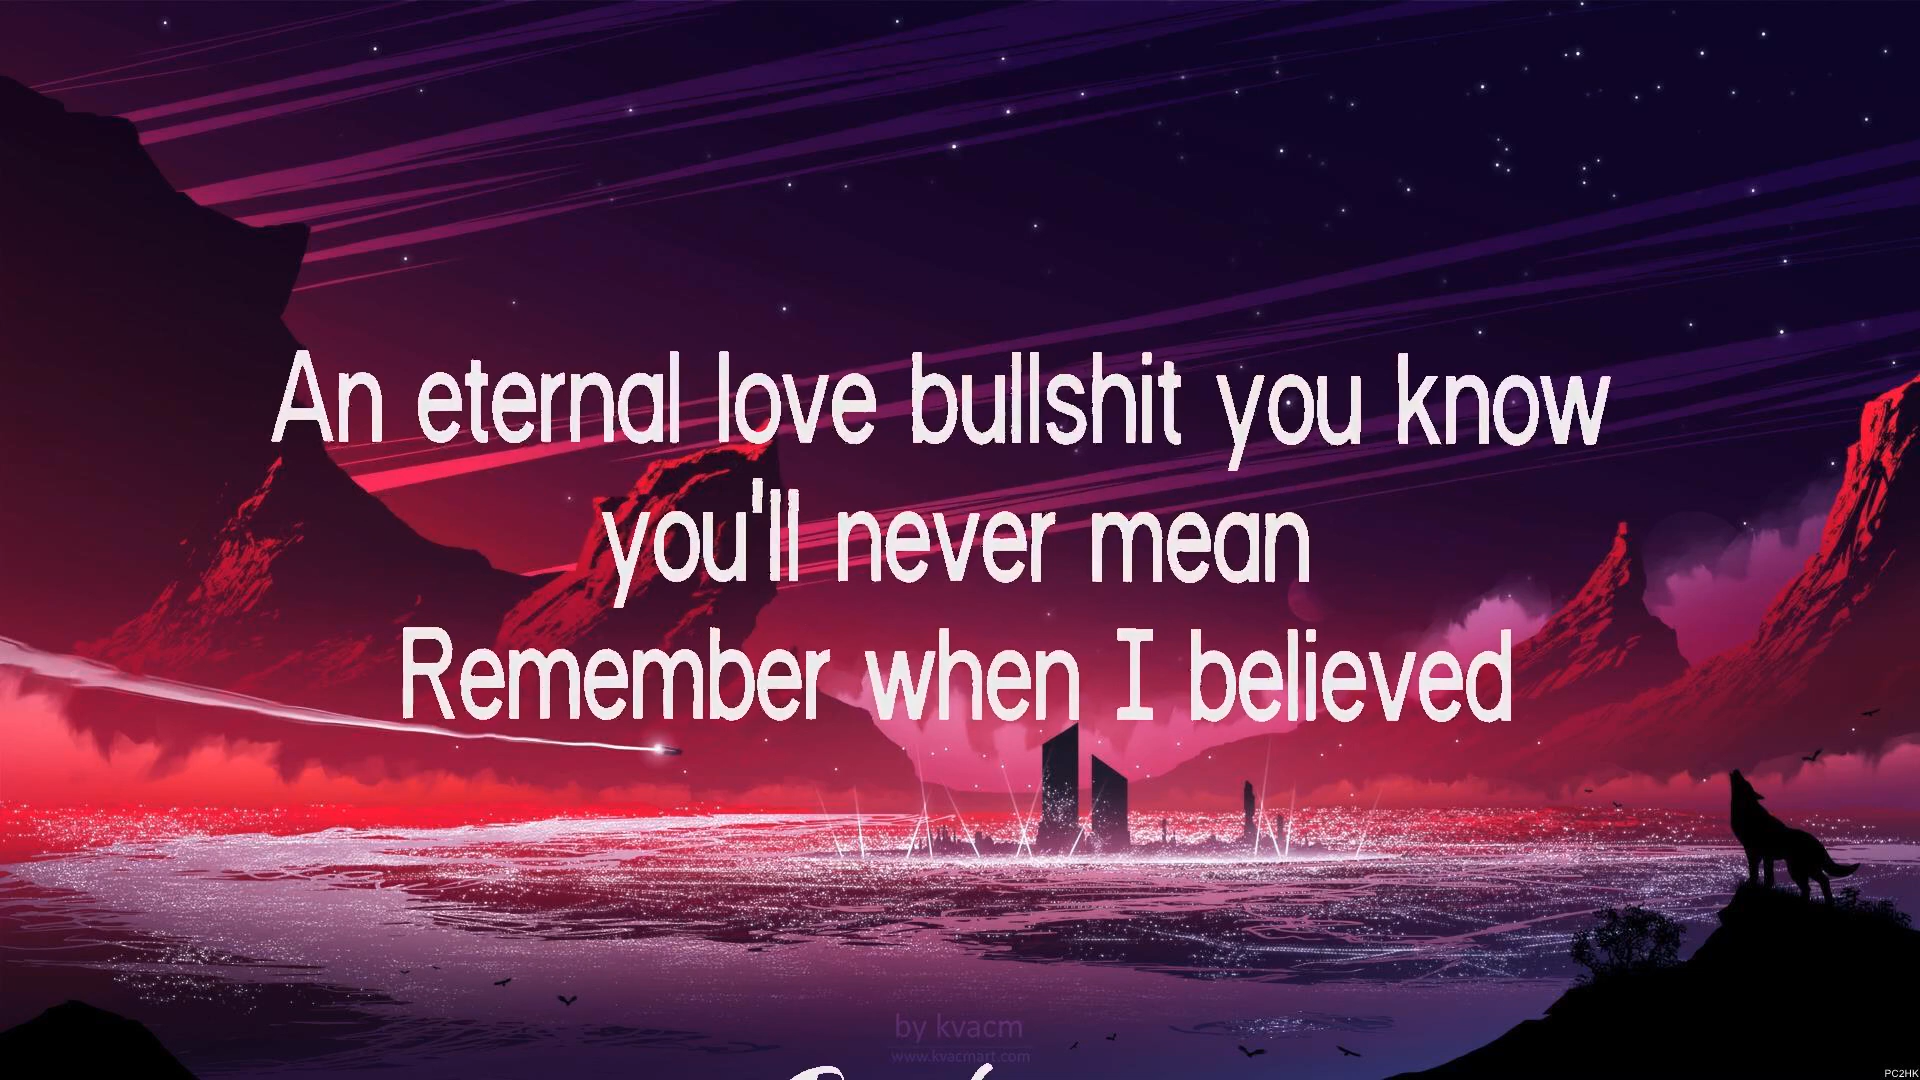 An eternal love bullshit you know
you'll never mean
Remember when I believed
by kvacm
www.kvacmart.com
PC2HK